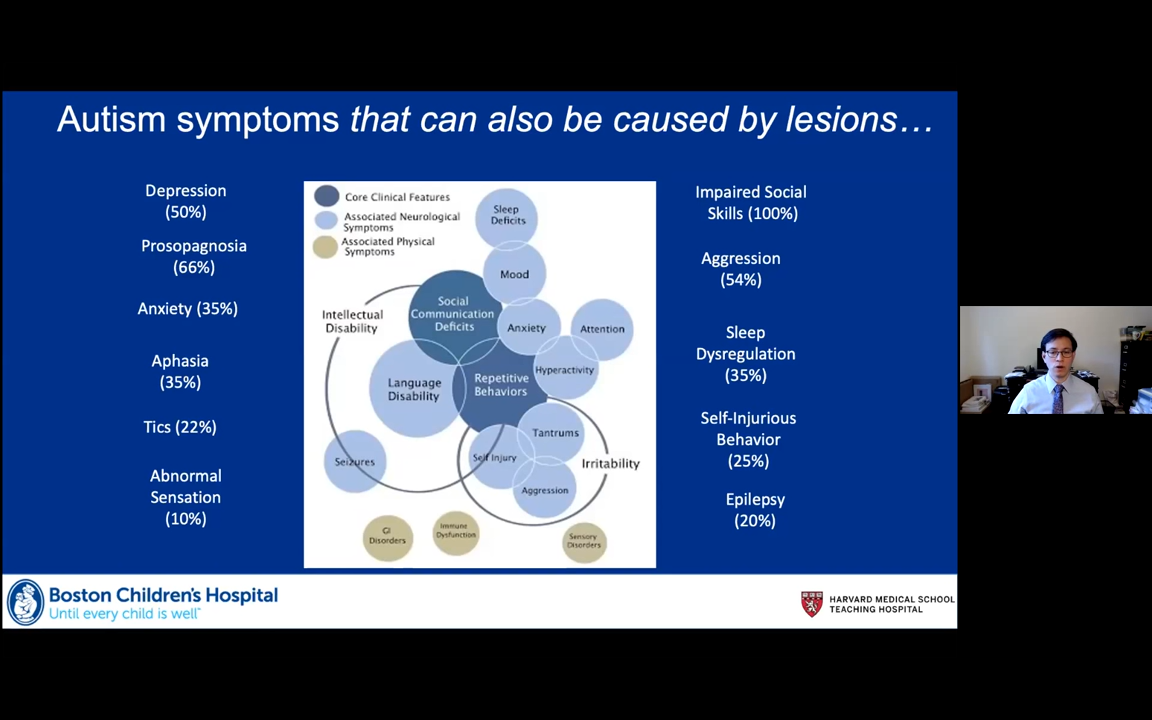 Autism symptoms that can also be caused by lesions…
Depression
(50%)
Prosopagnosia
(66%)
Anxiety (35%)
Aphasia
(35%)
Tics (22%)
Abnormal
Sensation
(10%)
Core Clinical Features
Associated Neurological
Symptoms
Associated Physical
Symptoms
Sleep
Deficits
Mood
Social
Communication
Deficits
Intellectual
Disability
Anxiety
Attention
Hyperactivity
Language
Disability
Repetitive
Behaviors
Tantrums
Self Injury
Irritability
Seizures
Aggression
GI
Disorders
Immune
Dysfunction
Sensory
Disorders
Impaired Social
Skills (100%)
Aggression
(54%)
Sleep
Dysregulation
(35%)
Self-Injurious
Behavior
(25%)
Epilepsy
(20%)
Boston Children's Hospital
Until every child is well™
HARVARD MEDICAL SCHOOL
TEACHING HOSPITAL